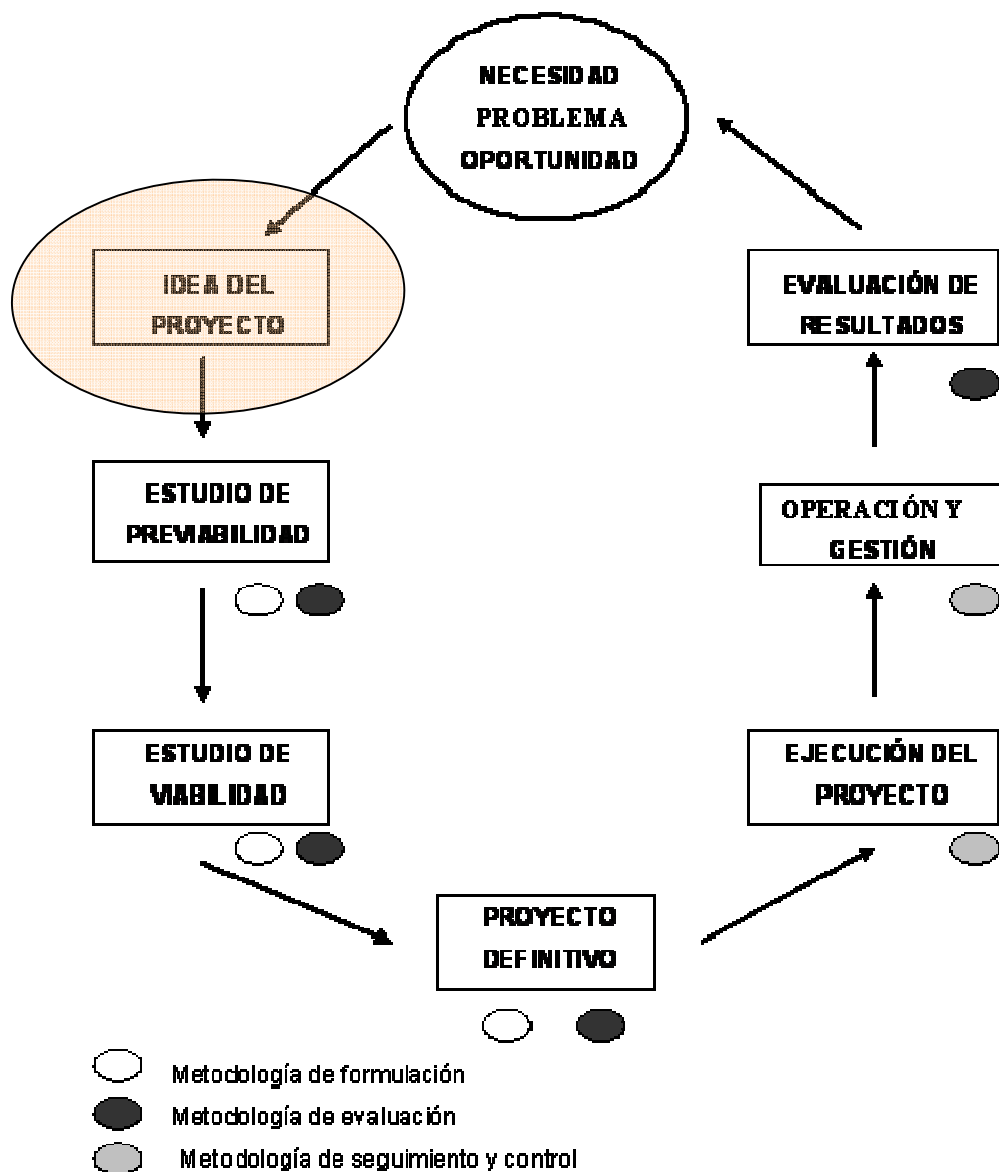 NECESIDAD
PROBLEMA
OPORTUNIDAD
IDEA DEL
PROYECTO
ESTUDIO DE
PREVIABILIDAD
ESTUDIO DE
VIABILIDAD
PROYECTO
DEFINITIVO
EJECUCIÓN DEL
PROYECTO
OPERACIÓN Y
GESTIÓN
EVALUACIÓN DE
RESULTADOS
Metodología de formulación
Metodología de evaluación
Metodología de seguimiento y control